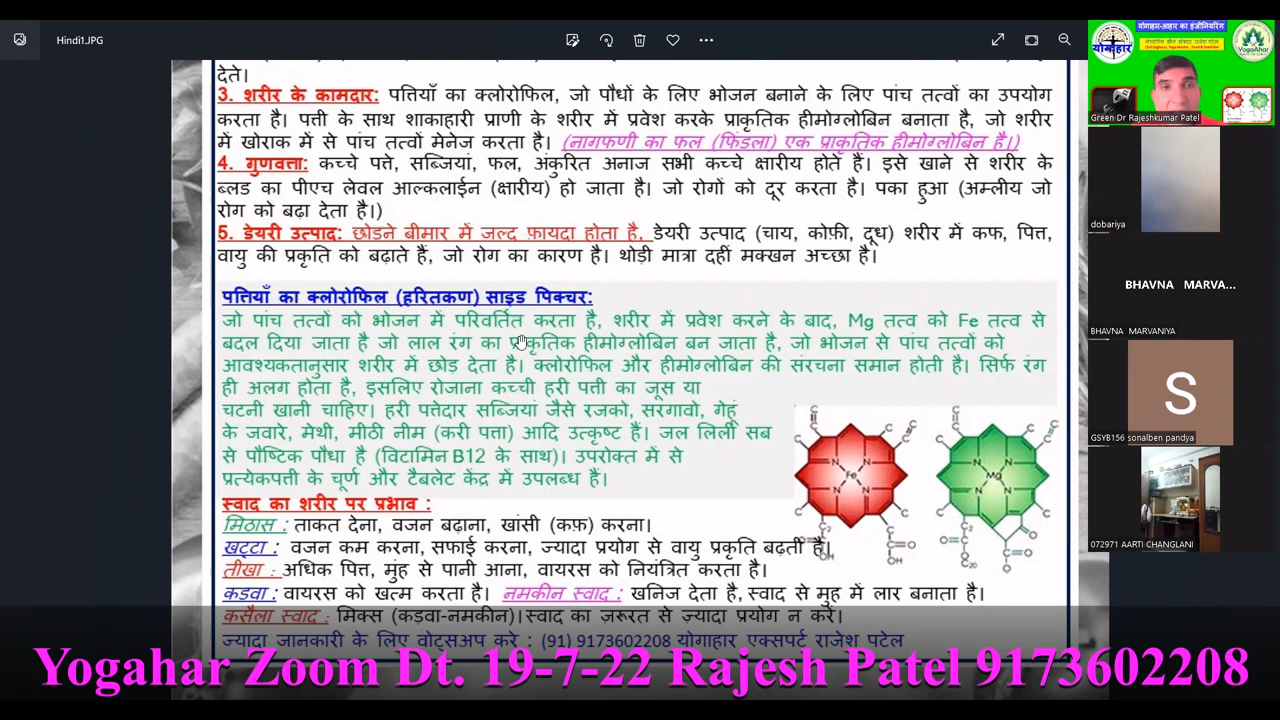 Hindi1.JPG
देते।
3. शरीर के कामदार: पत्तियाँ का क्लोरोफिल, जो पौधों के लिए भोजन बनाने के लिए पांच तत्वों का उपयोग
करता है। पत्ती के साथ शाकाहारी प्राणी के शरीर में प्रवेश करके प्राकृतिक हीमोग्लोबिन बनाता है, जो शरीर
में खोराक में से पांच तत्वों मेनेज करता है। (नागफणी का फल (फिंडला) एक प्राकृतिक हीमोग्लोबिन है।)
4. गुणवत्ता: कच्चे पत्ते, सब्जियां, फल, अंकुरित अनाज सभी कच्चे क्षारीय होते हैं। इसे खाने से शरीर के
ब्लड का पीएच लेवल आल्कलाईन (क्षारीय) हो जाता है। जो रोगों को दूर करता है। पका हुआ (अम्लीय जो
रोग को बढ़ा देता है।)
5. डेयरी उत्पाद: छोडने बीमार में जल्द फ़ायदा होता है, डेयरी उत्पाद (चाय, कोफ़ी, दूध) शरीर में कफ, पित्त,
वायु की प्रकृति को बढ़ाते हैं, जो रोग का कारण है। थोड़ी मात्रा दहीं मक्खन अच्छा है।
पत्तियाँ का क्लोरोफिल (हरितकण) साइड पिक्चर:
जो पांच तत्वों को भोजन में परिवर्तित करता है, शरीर में प्रवेश करने के बाद, Mg तत्व को Fe तत्व से
बदल दिया जाता है जो लाल रंग का प्राकृतिक हीमोग्लोबिन बन जाता है, जो भोजन से पांच तत्वों को
आवश्यकतानुसार शरीर में छोड़ देता है। क्लोरोफिल और हीमोग्लोबिन की संरचना समान होती है। सिर्फ रंग
ही अलग होता है, इसलिए रोजाना कच्ची हरी पत्ती का जूस या
चटनी खानी चाहिए। हरी पत्तेदार सब्जियां जैसे रजको, सरगावो, गेहूं
के जवारे, मेथी, मीठी नीम (करी पत्ता) आदि उत्कृष्ट हैं। जल लिली सब
से पौष्टिक पौधा है (विटामिन B12 के साथ)। उपरोक्त में से
प्रत्येकपत्ती के चूर्ण और टैबलेट केंद्र में उपलब्ध हैं।
स्वाद का शरीर पर प्रभाव :
मिठास : ताकत देना, वजन बढ़ाना, खांसी (कफ़) करना।
खट्टा : वजन कम करना, सफाई करना, ज्यादा प्रयोग से वायु प्रकृति बढ़ती है।
तीखा : अधिक पित्त, मुंह से पानी आना, वायरस को नियंत्रित करता है।
कडवा : वायरस को खत्म करता है। नमकीन स्वाद : खनिज देता है, स्वाद से मुह में लार बनाता है।
कसैला स्वाद : मिक्स (कड़वा-नमकीन)। स्वाद का ज़रूरत से ज़्यादा प्रयोग न करे।
ज्यादा जानकारी के लिए वोट्सअप करे : (91) 9173602208 योगाहार एक्सपर्ट राजेश पटेल
Fe
Mg
Yogahar Zoom Dt. 19-7-22 Rajesh Patel 9173602208
योगाहार-आहार का इंजीनियरिंग
योगाहार
YogaAhar
Green Dr Rajeshkumar Patel
dobariya
BHAVNA MARVA...
BHAVNA MARVANIYA
S
GSYB156 sonalben pandya
072971 AARTI CHANGLANI